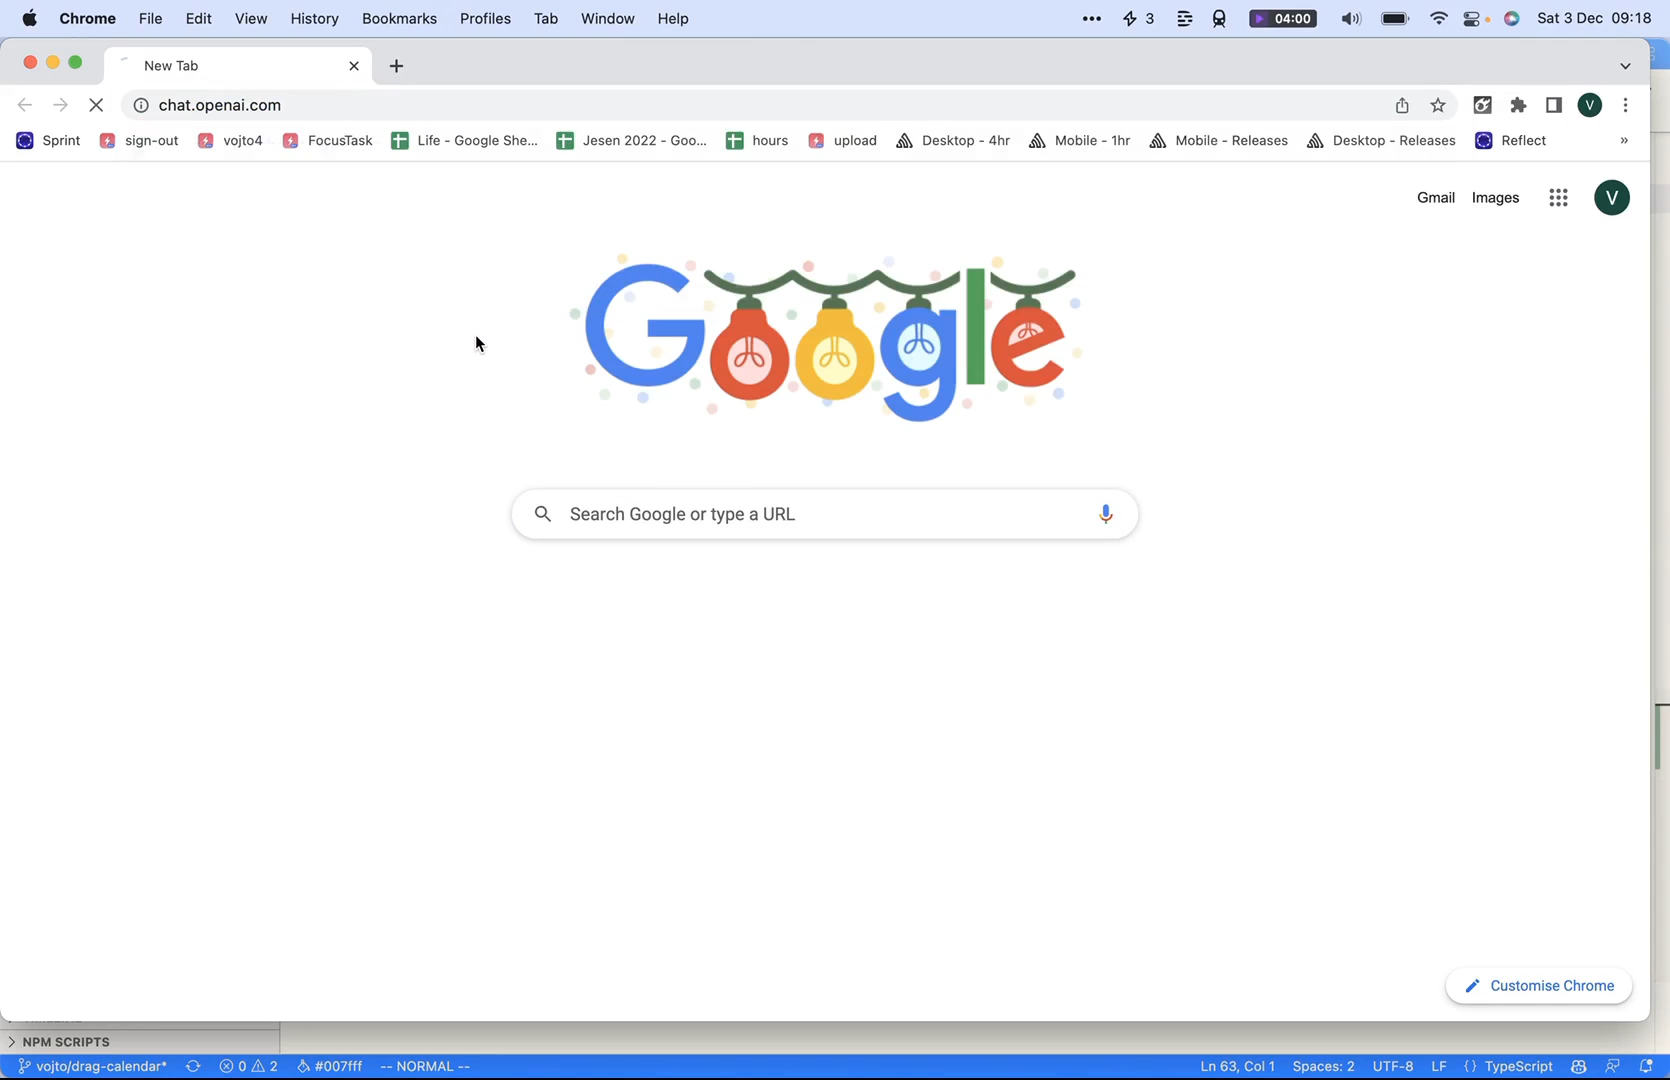 Chrome File Edit View History Bookmarks Profiles Tab Window Help ••• 3 04:00 Sat 3 Dec 09:18
New Tab
chat.openai.com V
Sprint sign-out vojto4 FocusTask Life - Google She... Jesen 2022 - Goo... hours upload Desktop - 4hr Mobile - 1hr Mobile - Releases Desktop - Releases Reflect »
Gmail Images V
Google
Search Google or type a URL
Customise Chrome
NPM SCRIPTS
vojto/drag-calendar* 0 2 #007fff -- NORMAL -- Ln 63, Col 1 Spaces: 2 UTF-8 LF {} TypeScript